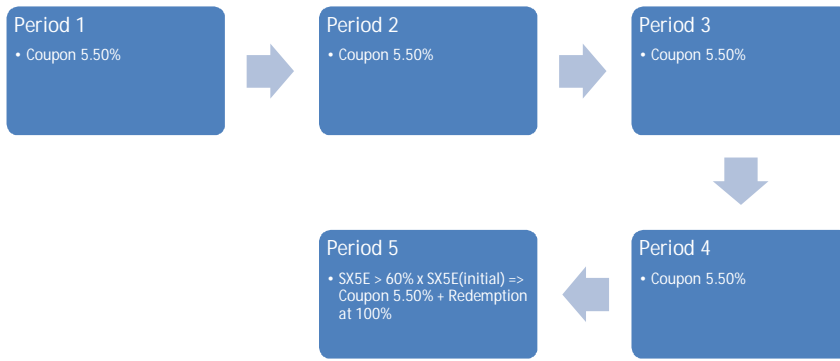 Period 1
• Coupon 5.50%
Period 2
• Coupon 5.50%
Period 3
• Coupon 5.50%
Period 4
• Coupon 5.50%
Period 5
• SX5E > 60% x SX5E(initial) =>
Coupon 5.50% + Redemption
at 100%